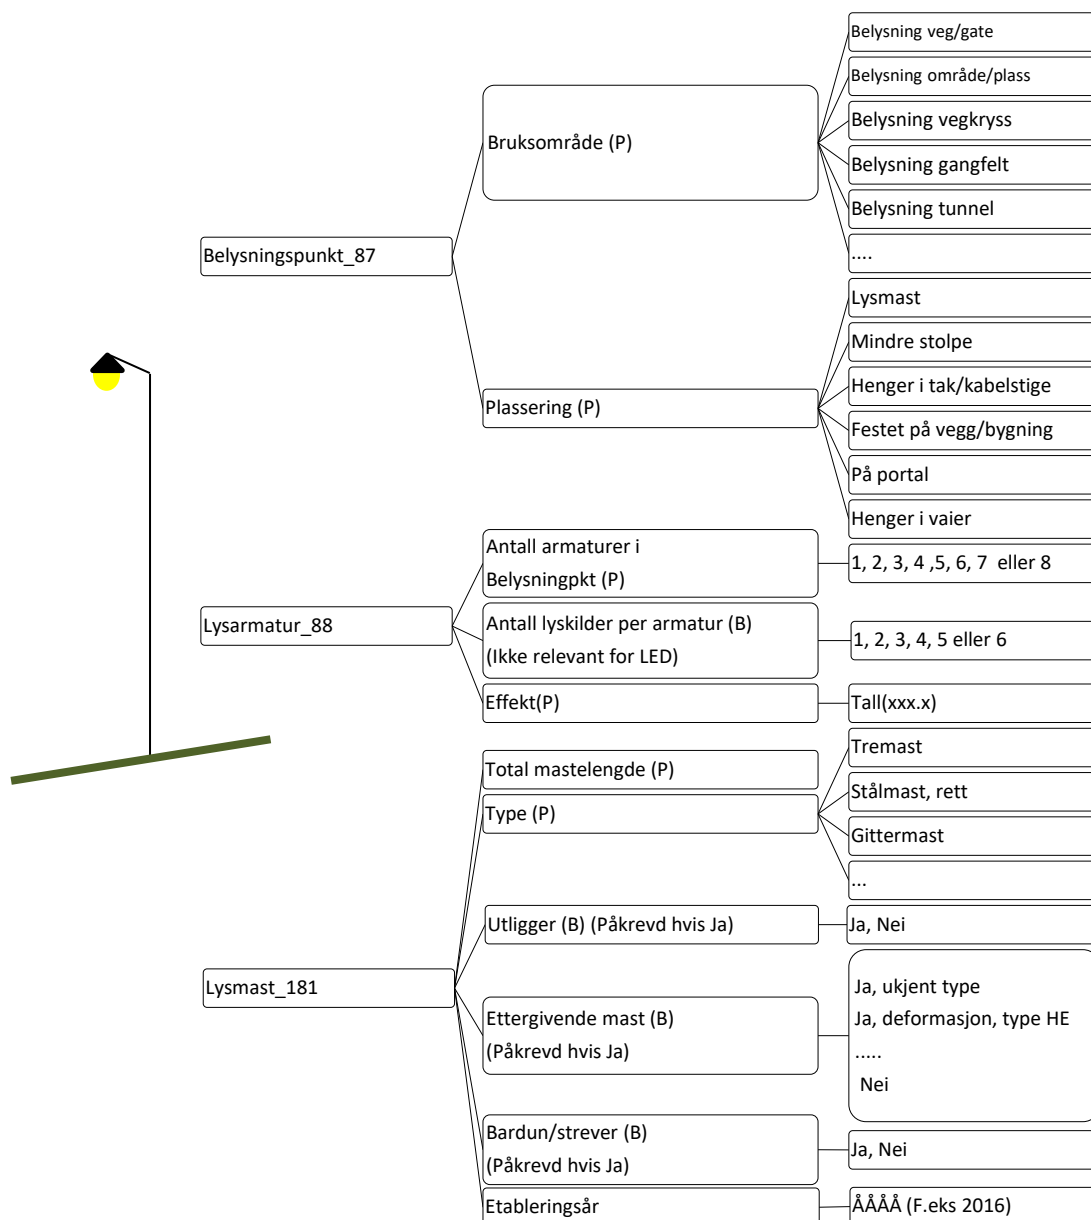 Belysningspunkt_87
Bruksområde (P)
Belysning veg/gate
Belysning område/plass
Belysning vegkryss
Belysning gangfelt
Belysning tunnel
....
Plassering (P)
Lysmast
Mindre stolpe
Henger i tak/kabelstige
Festet på vegg/bygning
På portal
Henger i vaier
Lysarmatur_88
Antall armaturer i
Belysningpkt (P)
1, 2, 3, 4 ,5, 6, 7 eller 8
Antall lyskilder per armatur (B)
(Ikke relevant for LED)
1, 2, 3, 4, 5 eller 6
Effekt(P)
Tall(xxx.x)
Lysmast_181
Total mastelengde (P)
Type (P)
Tremast
Stålmast, rett
Gittermast
...
Utligger (B) (Påkrevd hvis Ja)
Ja, Nei
Ettergivende mast (B)
(Påkrevd hvis Ja)
Ja, ukjent type
Ja, deformasjon, type HE
.....
Nei
Bardun/strever (B)
(Påkrevd hvis Ja)
Ja, Nei
Etableringsår
ÅÅÅÅ (F.eks 2016)